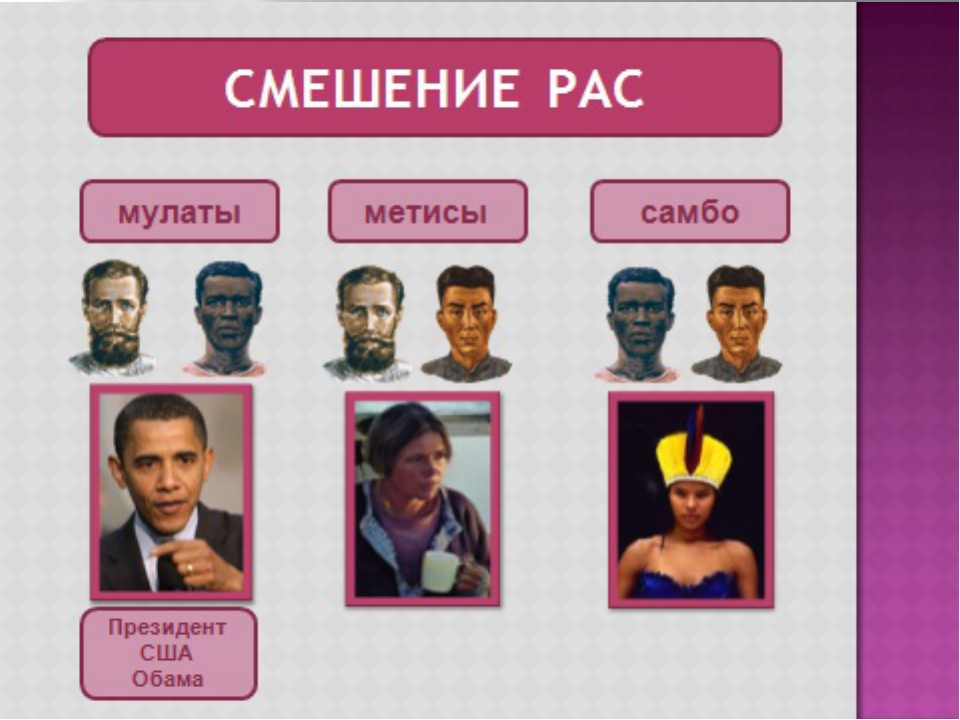 СМЕШЕНИЕ РАС
мулаты
метисы
самбо
Президент
США
Обама